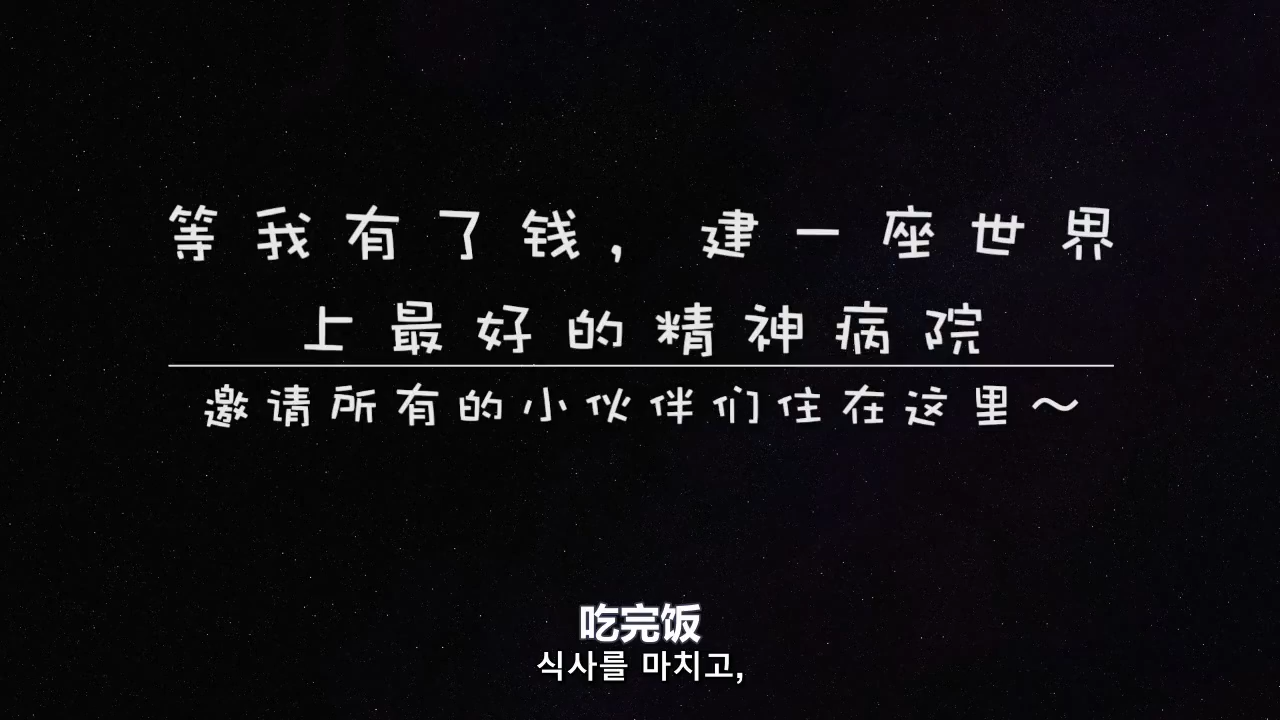 等我有了钱，建一座世界
上最好的精神病院
邀请所有的小伙伴们住在这里～
吃完饭
식사를 마치고,